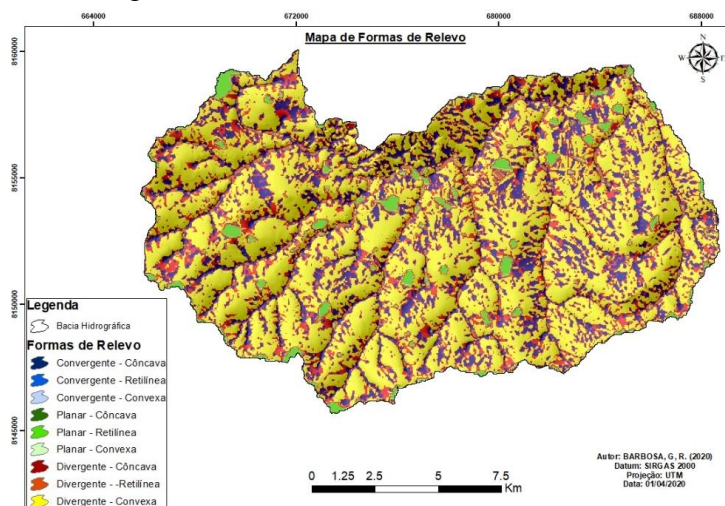 664000 672000 680000 688000
Mapa de Formas de Relevo
N
W E
S
8160000
8155000
8150000
8145000
Legenda
Bacia Hidrográfica
Formas de Relevo
Convergente - Côncava
Convergente - Retilínea
Convergente - Convexa
Planar - Côncava
Planar - Retilínea
Planar - Convexa
Divergente - Côncava
Divergente - -Retilínea
Divergente - Convexa
0 1.25 2.5 5 7.5
Km
Autor: BARBOSA, G, R. (2020)
Datum: SIRGAS 2000
Projeção: UTM
Data: 01/04/2020